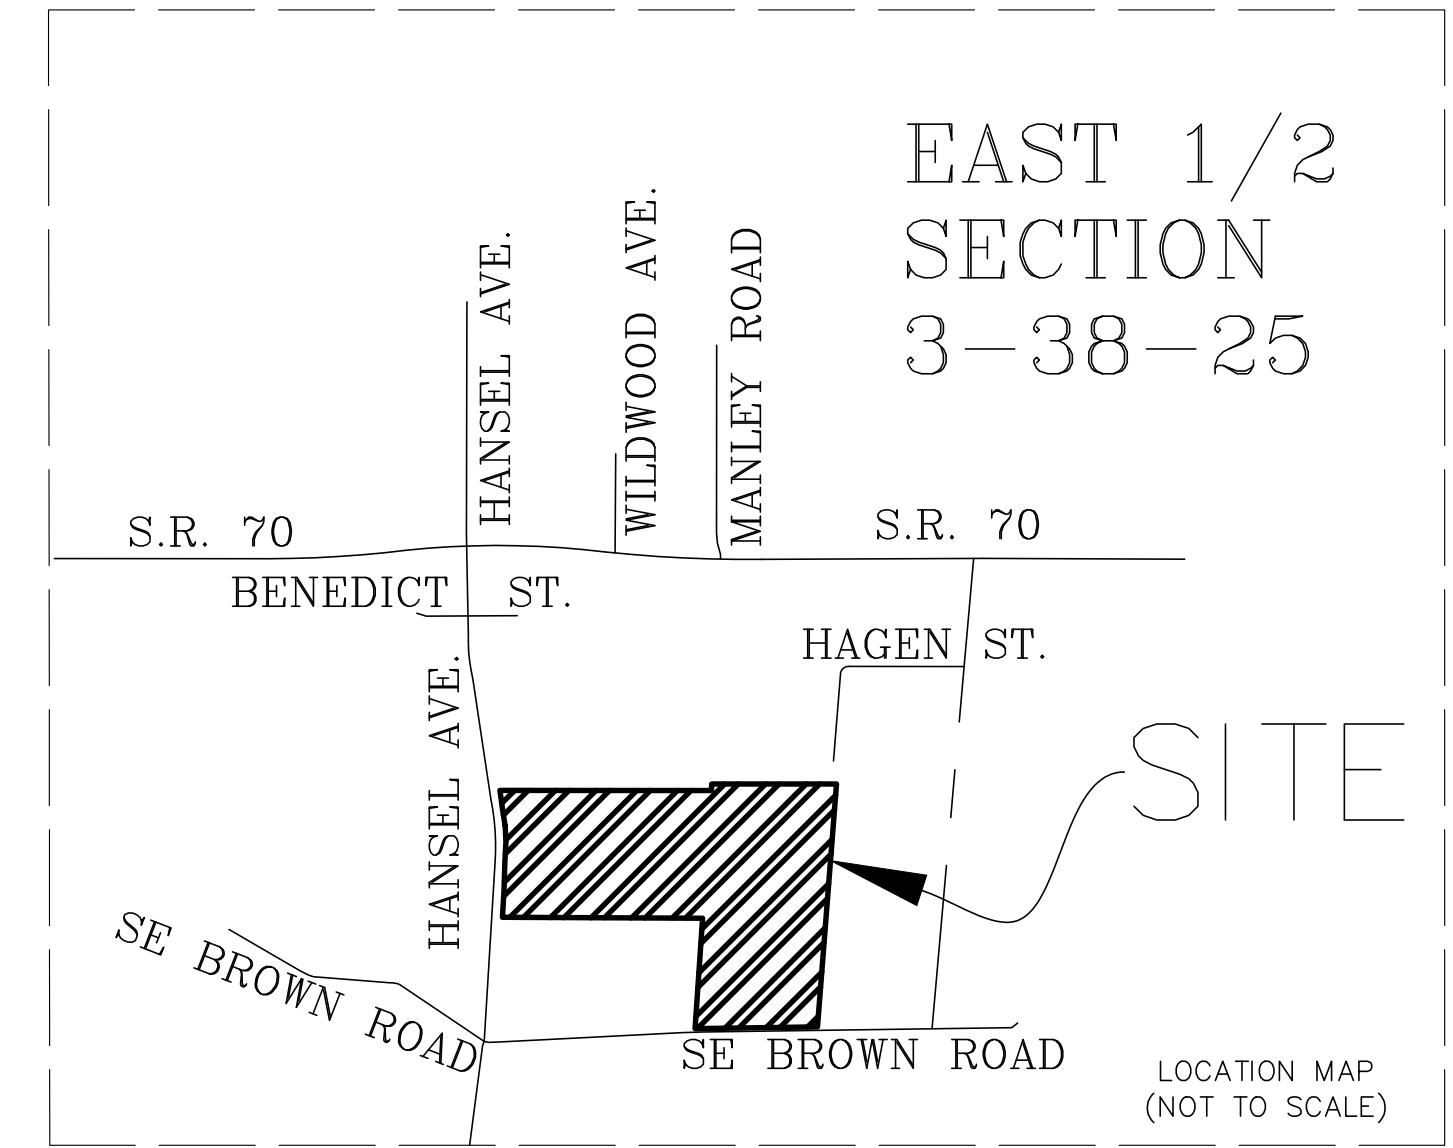 EAST 1/2
SECTION
3-38-25
HANSEL AVE.
WILDWOOD AVE.
MANLEY ROAD
S.R. 70
S.R. 70
BENEDICT ST.
HAGEN ST.
HANSEL AVE.
SITE
SE BROWN ROAD
SE BROWN ROAD
LOCATION MAP
(NOT TO SCALE)